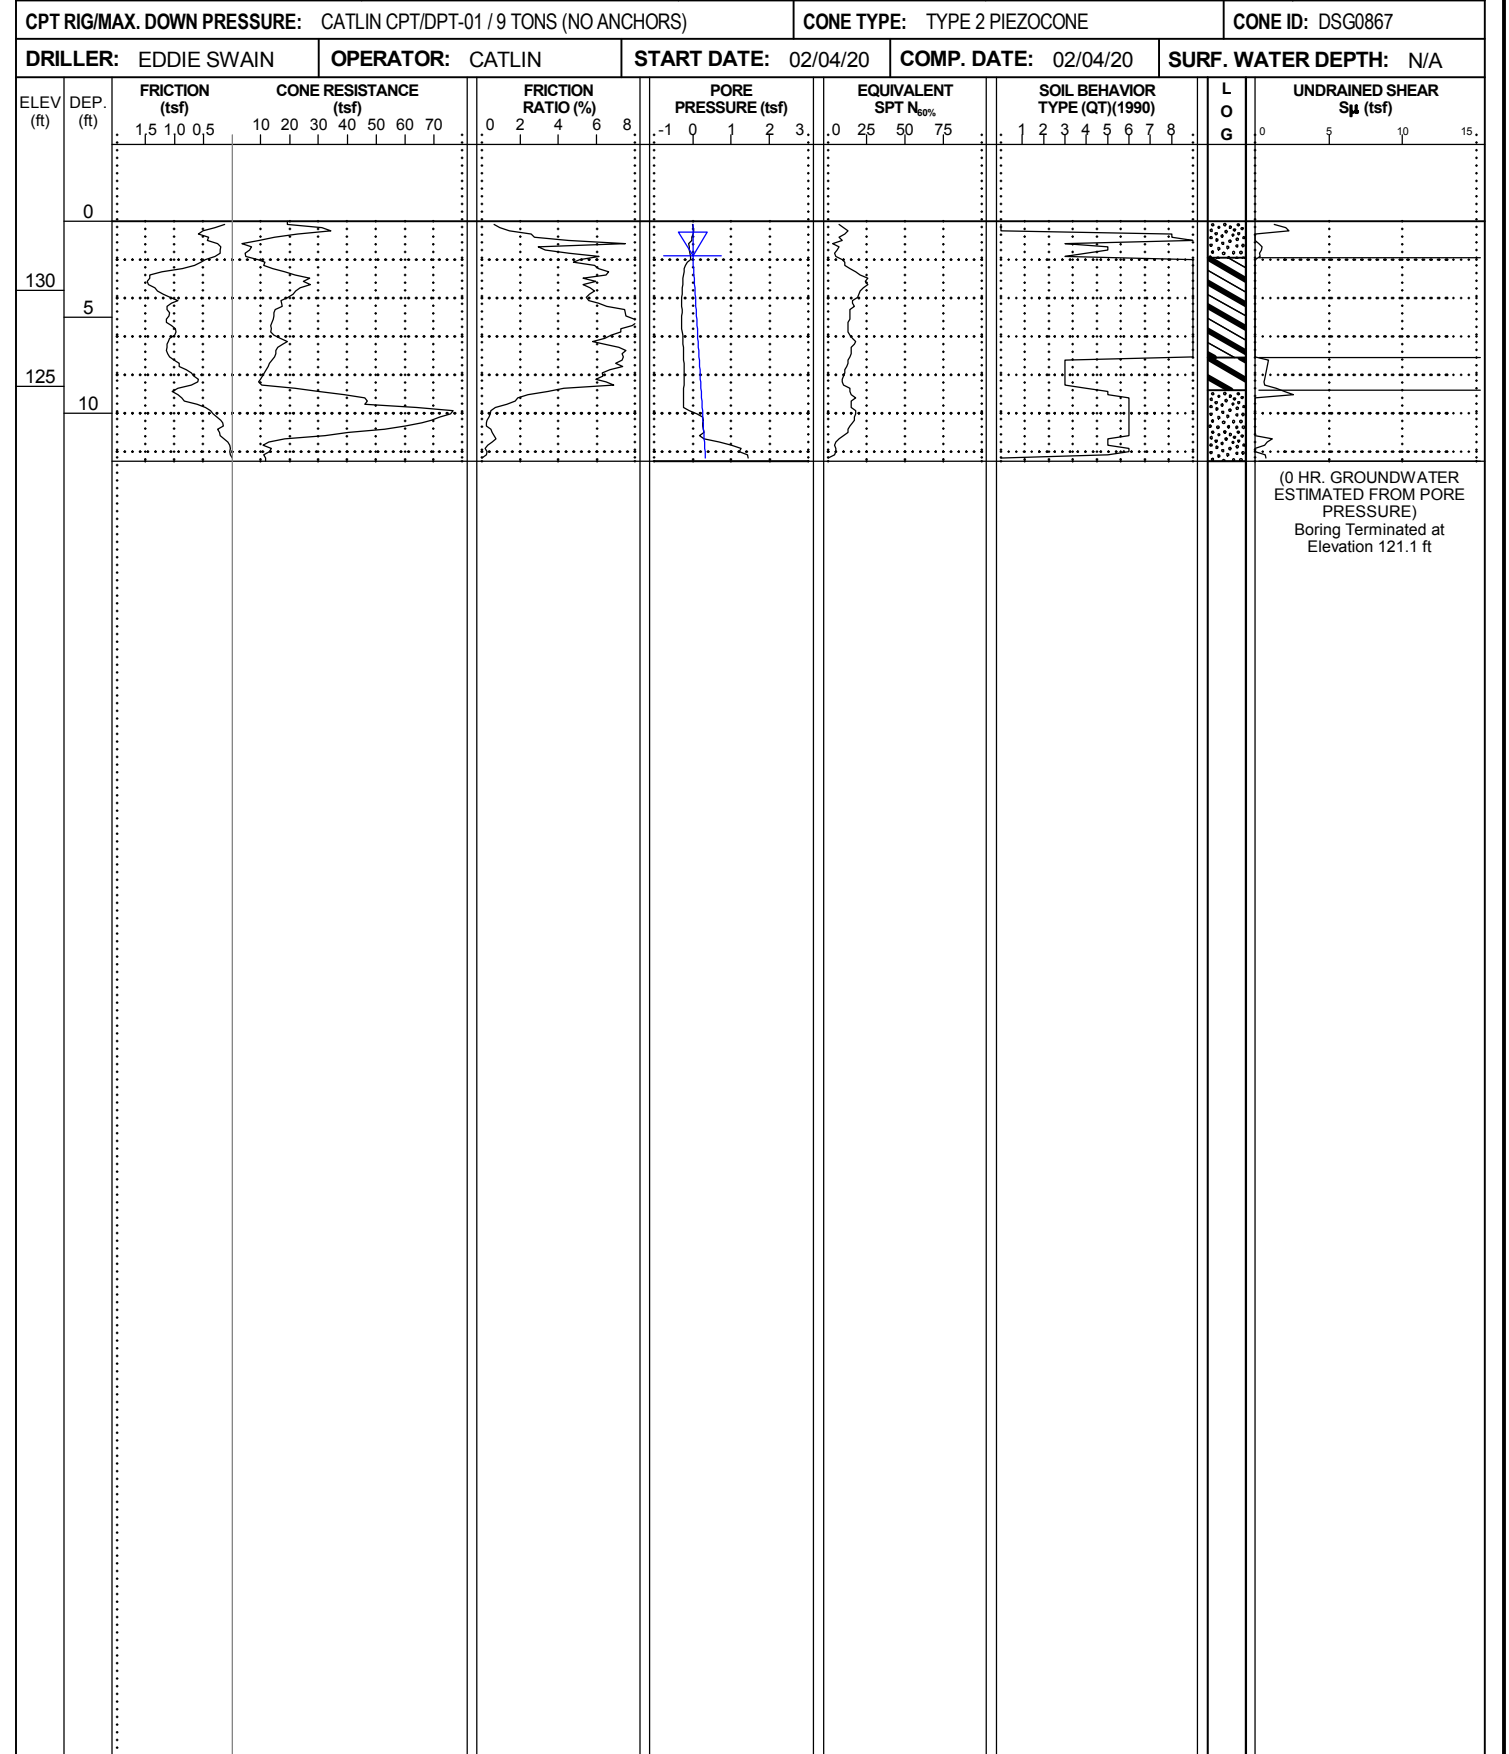 CPT RIG/MAX. DOWN PRESSURE: CATLIN CPT/DPT-01 / 9 TONS (NO ANCHORS) CONE TYPE: TYPE 2 PIEZOCONE CONE ID: DSG0867
DRILLER: EDDIE SWAIN OPERATOR: CATLIN START DATE: 02/04/20 COMP. DATE: 02/04/20 SURF. WATER DEPTH: N/A
ELEV (ft)
DEP. (ft)
FRICTION (tsf)
1.5 1.0 0.5
CONE RESISTANCE (tsf)
10 20 30 40 50 60 70
FRICTION RATIO (%)
0 2 4 6 8
PORE PRESSURE (tsf)
-1 0 1 2 3
EQUIVALENT SPT N60%
0 25 50 75
SOIL BEHAVIOR TYPE (QT)(1990)
1 2 3 4 5 6 7 8
L
O
G
UNDRAINED SHEAR
Sμ (tsf)
0 5 10 15
0
130
5
125
10
(0 HR. GROUNDWATER
ESTIMATED FROM PORE
PRESSURE)
Boring Terminated at
Elevation 121.1 ft